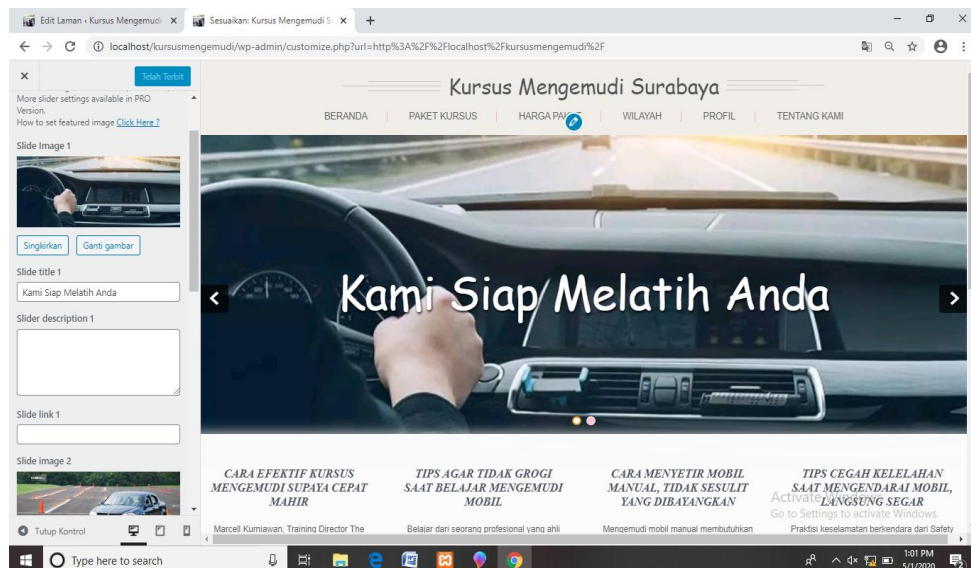 Edit Laman ‹ Kursus Mengemudi
Sesuaikan: Kursus Mengemudi S
localhost/kursusmengemudi/wp-admin/customize.php?url=http%3A%2F%2Flocalhost%2Fkursusmengemudi%2F
Telah Terbit
More slider settings available in PRO
Version.
How to set featured image Click Here ?
Slide Image 1
Singkirkan Ganti gambar
Slide title 1
Kami Siap Melatih Anda
Slider description 1
Slide link 1
Slide image 2
Tutup Kontrol
Kursus Mengemudi Surabaya
BERANDA PAKET KURSUS HARGA WILAYAH PROFIL TENTANG KAMI
Kami Siap Melatih Anda
CARA EFEKTIF KURSUS
MENGEMUDI SUPAYA CEPAT
MAHIR
Marcell Kurniawan, Training Director The
TIPS AGAR TIDAK GROGI
SAAT BELAJAR MENGEMUDI
MOBIL
Belajar dari seorang profesional yang ahli
CARA MENYETIR MOBIL
MANUAL, TIDAK SESULIT
YANG DIBAYANGKAN
Mengemudi mobil manual membutuhkan
TIPS CEGAH KELELAHAN
SAAT MENGENDARAI MOBIL,
LANGSUNG SEGAR
Praktisi keselamatan berkendara dari Safety
Activate Windows
Go to Settings to activate Windows.
Type here to search
1:01 PM
5/1/2020